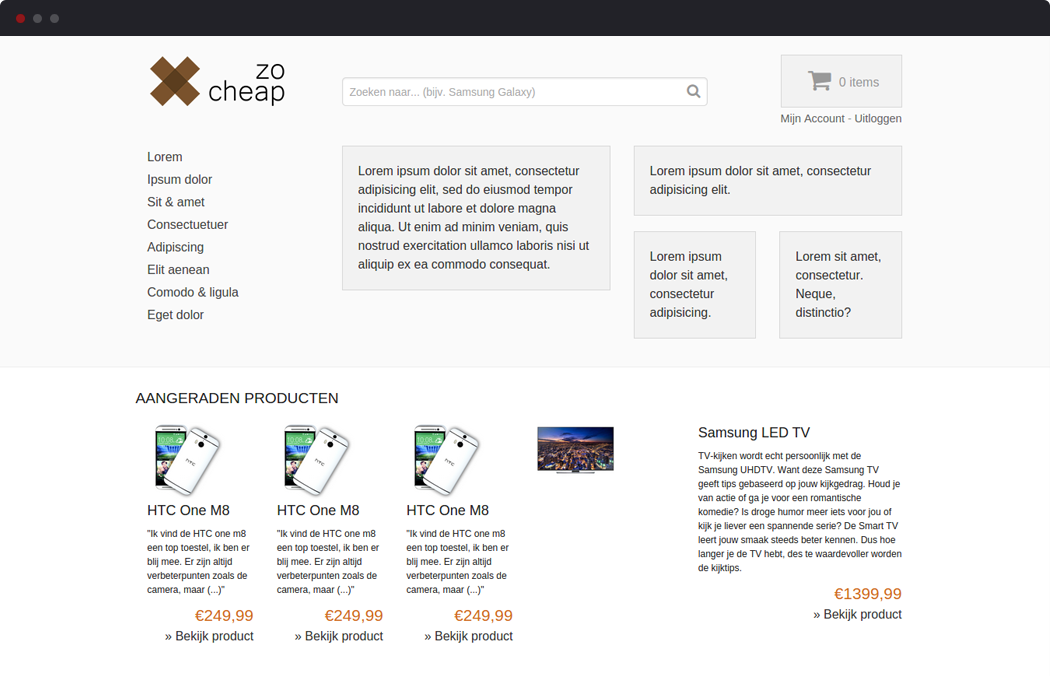 zo
cheap
Zoeken naar... (bijv. Samsung Galaxy)
0 items
Mijn Account - Uitloggen
Lorem
Ipsum dolor
Sit & amet
Consectuetuer
Adipiscing
Elit aenean
Comodo & ligula
Eget dolor
Lorem ipsum dolor sit amet, consectetur
adipisicing elit, sed do eiusmod tempor
incididunt ut labore et dolore magna
aliqua. Ut enim ad minim veniam, quis
nostrud exercitation ullamco laboris nisi ut
aliquip ex ea commodo consequat.
Lorem ipsum dolor sit amet, consectetur
adipisicing elit.
Lorem ipsum
dolor sit amet,
consectetur
adipisicing.
Lorem sit amet,
consectetur.
Neque,
distinctio?
AANGERADEN PRODUCTEN
HTC One M8
"Ik vind de HTC one m8
een top toestel, ik ben er
blij mee. Er zijn altijd
verbeterpunten zoals de
camera, maar (...)"
€249,99
» Bekijk product
HTC One M8
"Ik vind de HTC one m8
een top toestel, ik ben er
blij mee. Er zijn altijd
verbeterpunten zoals de
camera, maar (...)"
€249,99
» Bekijk product
HTC One M8
"Ik vind de HTC one m8
een top toestel, ik ben er
blij mee. Er zijn altijd
verbeterpunten zoals de
camera, maar (...)"
€249,99
» Bekijk product
Samsung LED TV
TV-kijken wordt echt persoonlijk met de
Samsung UHDTV. Want deze Samsung TV
geeft tips gebaseerd op jouw kijkgedrag. Houd je
van actie of ga je voor een romantische
komedie? Is droge humor meer iets voor jou of
kijk je liever een spannende serie? De Smart TV
leert jouw smaak steeds beter kennen. Dus hoe
langer je de TV hebt, des te waardevoller worden
de kijktips.
€1399,99
» Bekijk product